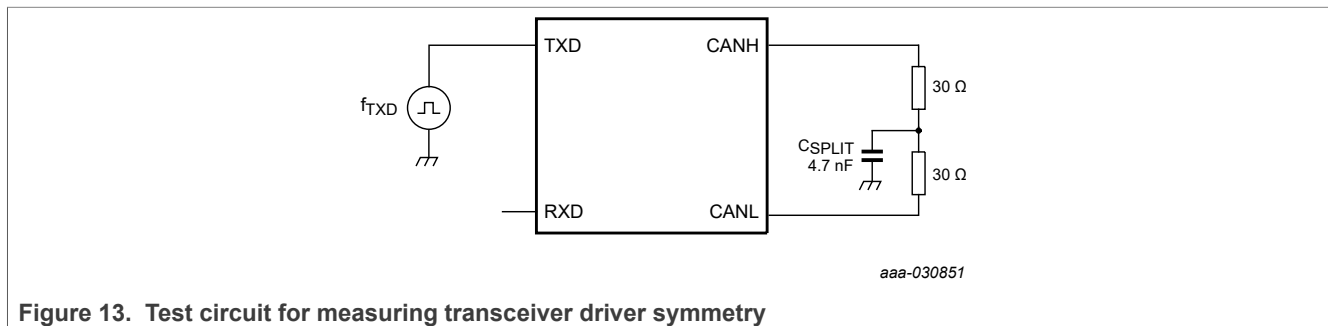 TXD
CANH
30 Ω
fTXD
CSPLIT
4.7 nF
30 Ω
RXD
CANL
aaa-030851
Figure 13. Test circuit for measuring transceiver driver symmetry